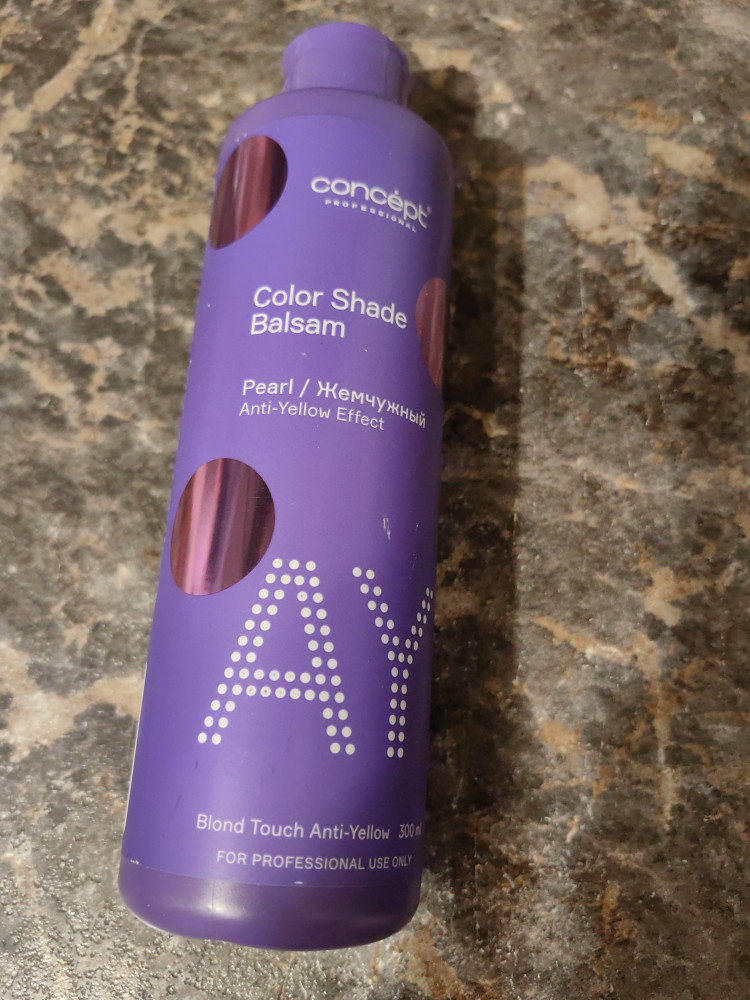 concépt®
PROFESSIONAL
Color Shade
Balsam
Pearl / Жемчужный
Anti-Yellow Effect
AY
Blond Touch Anti-Yellow 300 ml
FOR PROFESSIONAL USE ONLY